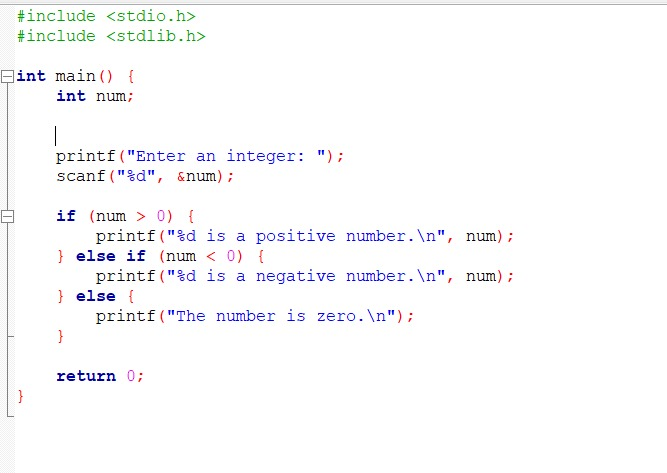 #include <stdio.h>
#include <stdlib.h>
int main() {
    int num;
    printf("Enter an integer: ");
    scanf("%d", &num);
    if (num > 0) {
        printf("%d is a positive number.\n", num);
    } else if (num < 0) {
        printf("%d is a negative number.\n", num);
    } else {
        printf("The number is zero.\n");
    }
    return 0;
}